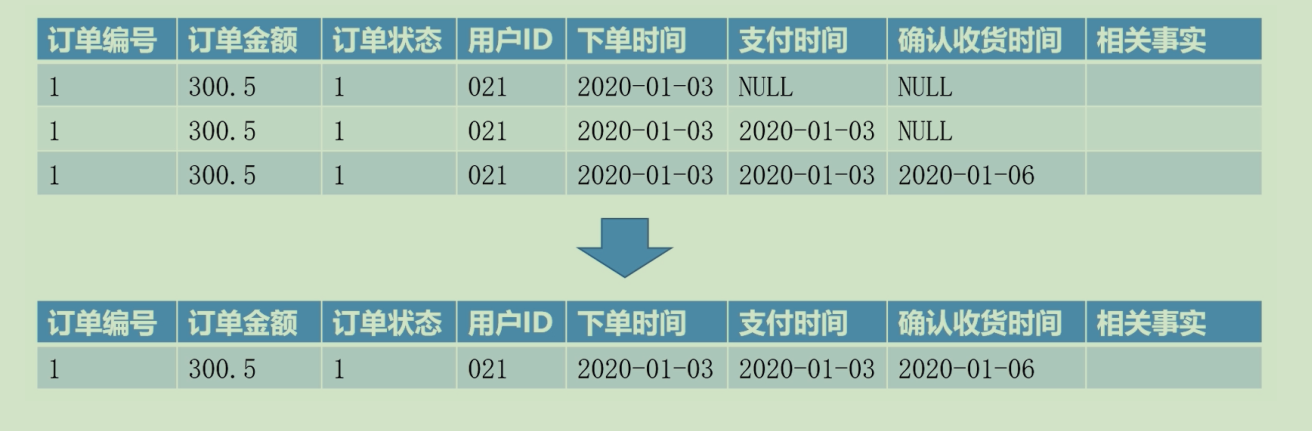 订单编号 订单金额 订单状态 用户ID 下单时间 支付时间 确认收货时间 相关事实
1 300.5 1 021 2020-01-03 NULL NULL
1 300.5 1 021 2020-01-03 2020-01-03 NULL
1 300.5 1 021 2020-01-03 2020-01-03 2020-01-06
订单编号 订单金额 订单状态 用户ID 下单时间 支付时间 确认收货时间 相关事实
1 300.5 1 021 2020-01-03 2020-01-03 2020-01-06